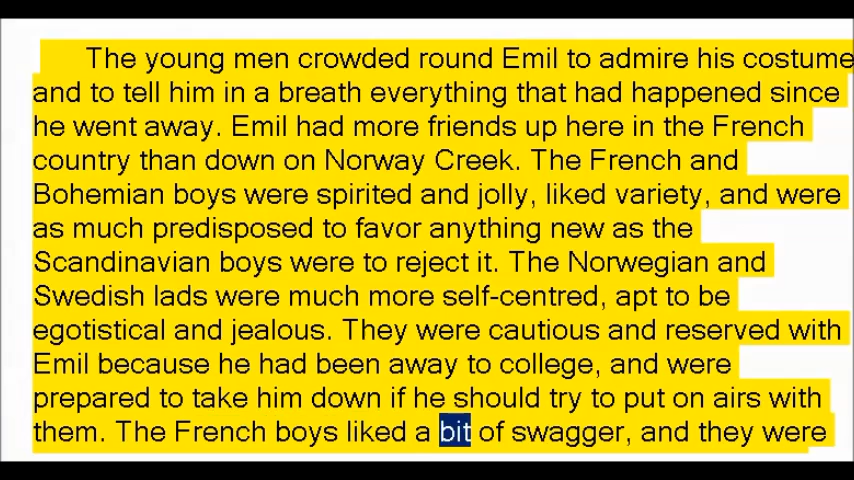 The young men crowded round Emil to admire his costume
and to tell him in a breath everything that had happened since
he went away. Emil had more friends up here in the French
country than down on Norway Creek. The French and
Bohemian boys were spirited and jolly, liked variety, and were
as much predisposed to favor anything new as the
Scandinavian boys were to reject it. The Norwegian and
Swedish lads were much more self-centred, apt to be
egotistical and jealous. They were cautious and reserved with
Emil because he had been away to college, and were
prepared to take him down if he should try to put on airs with
them. The French boys liked a bit of swagger, and they were